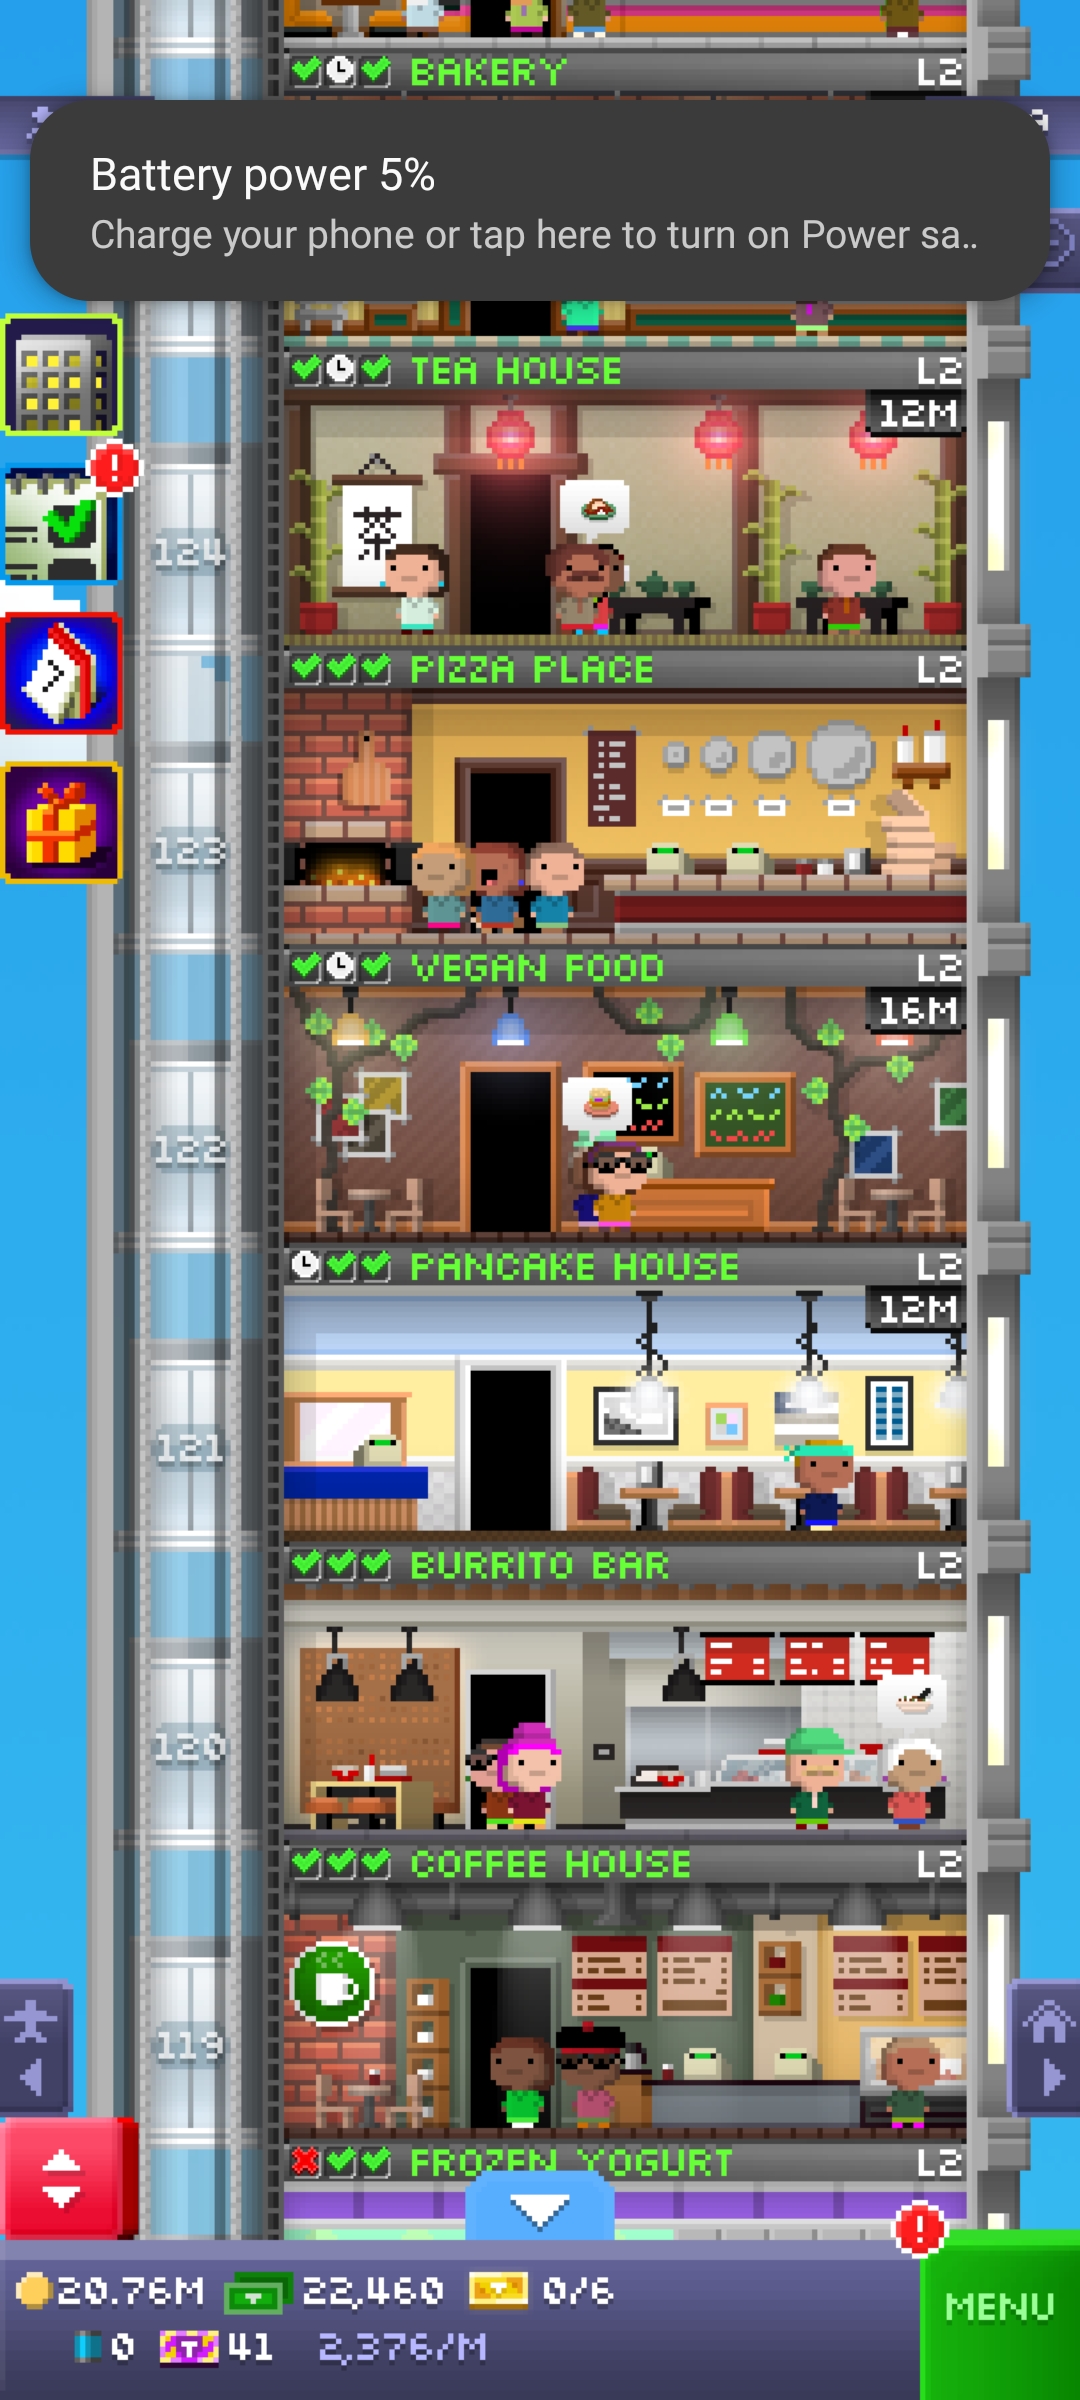 BAKERY L2
Battery power 5%
Charge your phone or tap here to turn on Power sa..
TEA HOUSE L2
12M
茶
124
PIZZA PLACE L2
123
VEGAN FOOD L2
16M
122
PANCAKE HOUSE L2
12M
121
BURRITO BAR L2
120
COFFEE HOUSE L2
119
FROZEN YOGURT L2
20.76M 22,460 0/6
MENU
0 T 41 2,376/M